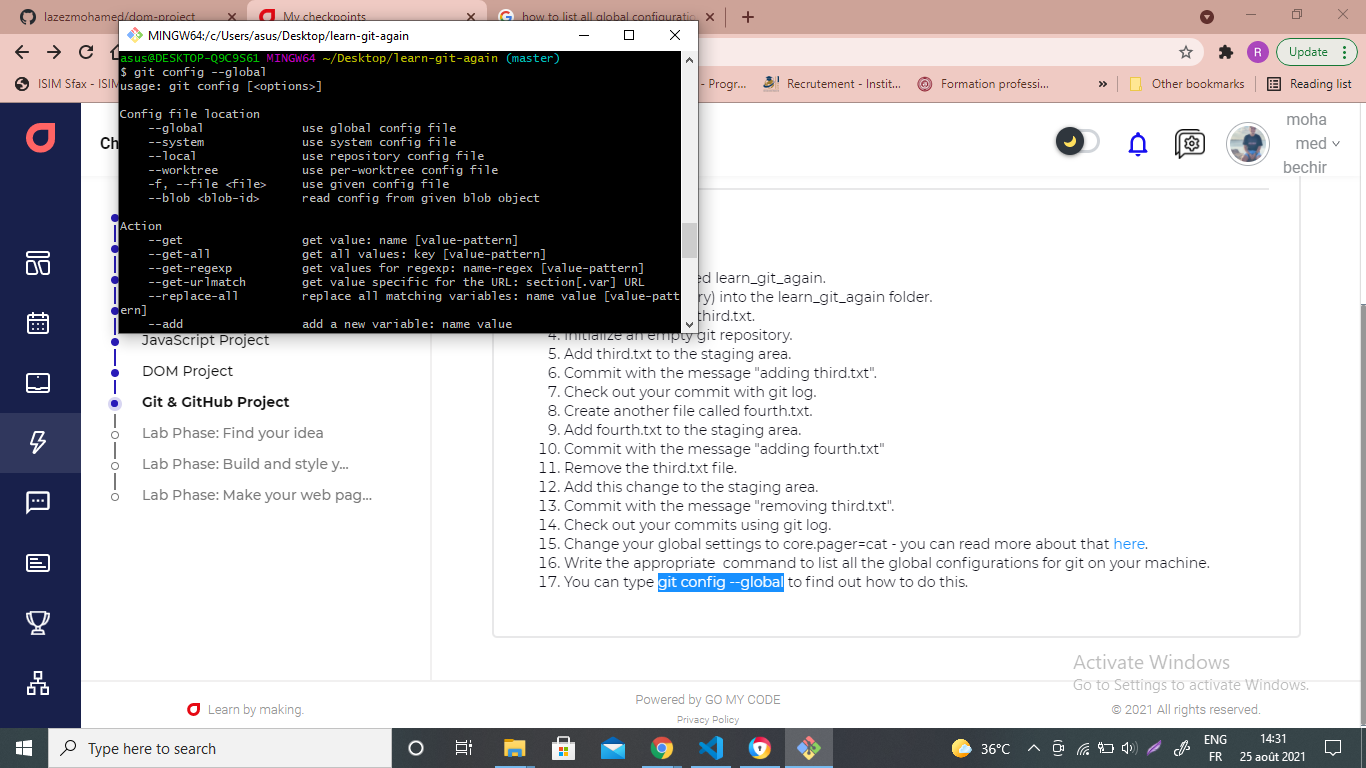 lazezmohamed/dom-project
My checkpoints
how to list all global configuratio
Update
R
MINGW64:/c/Users/asus/Desktop/learn-git-again
ISIM Sfax - ISIM
- Progr...
Recrutement - Instit...
Formation professi...
»
Other bookmarks
Reading list
asus@DESKTOP-Q9C9S61 MINGW64 ~/Desktop/learn-git-again (master)
$ git config --global
usage: git config [<options>]
Config file location
--global use global config file
--system use system config file
--local use repository config file
--worktree use per-worktree config file
-f, --file <file> use given config file
--blob <blob-id> read config from given blob object
Action
--get get value: name [value-pattern]
--get-all get all values: key [value-pattern]
--get-regexp get values for regexp: name-regex [value-pattern]
--get-urlmatch get value specific for the URL: section[.var] URL
--replace-all replace all matching variables: name value [value-patt
ern]
--add add a new variable: name value
Ch
moha
med
bechir
JavaScript Project
DOM Project
Git & GitHub Project
Lab Phase: Find your idea
Lab Phase: Build and style y...
Lab Phase: Make your web pag...
ed learn_git_again.
ry) into the learn_git_again folder.
third.txt.
4. Initialize an empty git repository.
5. Add third.txt to the staging area.
6. Commit with the message "adding third.txt".
7. Check out your commit with git log.
8. Create another file called fourth.txt.
9. Add fourth.txt to the staging area.
10. Commit with the message "adding fourth.txt"
11. Remove the third.txt file.
12. Add this change to the staging area.
13. Commit with the message "removing third.txt".
14. Check out your commits using git log.
15. Change your global settings to core.pager=cat - you can read more about that here.
16. Write the appropriate command to list all the global configurations for git on your machine.
17. You can type git config --global to find out how to do this.
Activate Windows
Go to Settings to activate Windows.
Learn by making.
Powered by GO MY CODE
Privacy Policy
© 2021 All rights reserved.
Type here to search
36°C
ENG
FR
14:31
25 août 2021